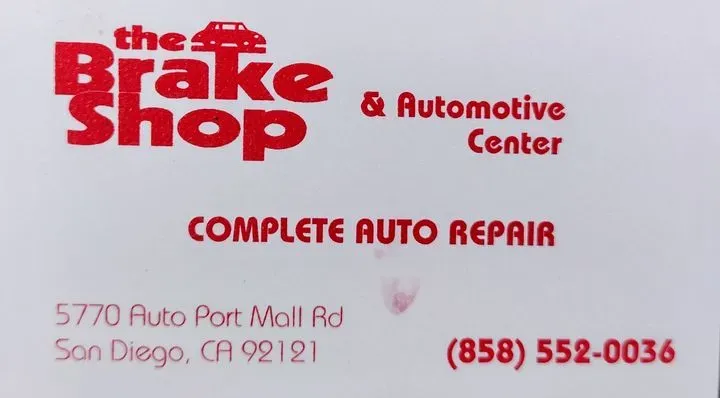 the
Brake
Shop
& Automotive
Center
COMPLETE AUTO REPAIR
5770 Auto Port Mall Rd
San Diego, CA 92121
(858) 552-0036